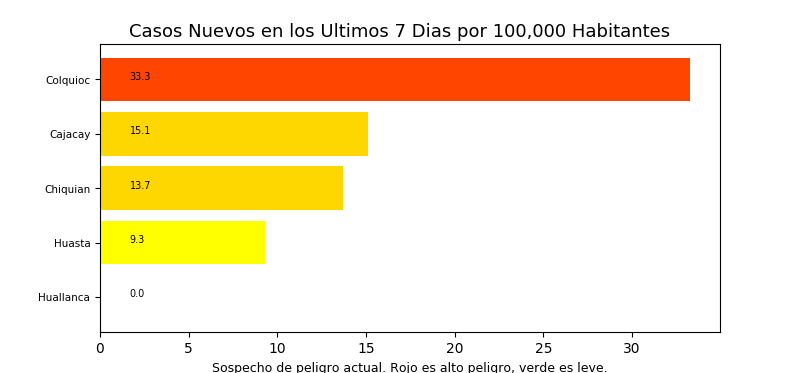 Casos Nuevos en los Ultimos 7 Dias por 100,000 Habitantes
Colquioc 33.3
Cajacay 15.1
Chiquian 13.7
Huasta 9.3
Huallanca 0.0
0 5 10 15 20 25 30
Sospecho de peligro actual. Rojo es alto peligro, verde es leve.